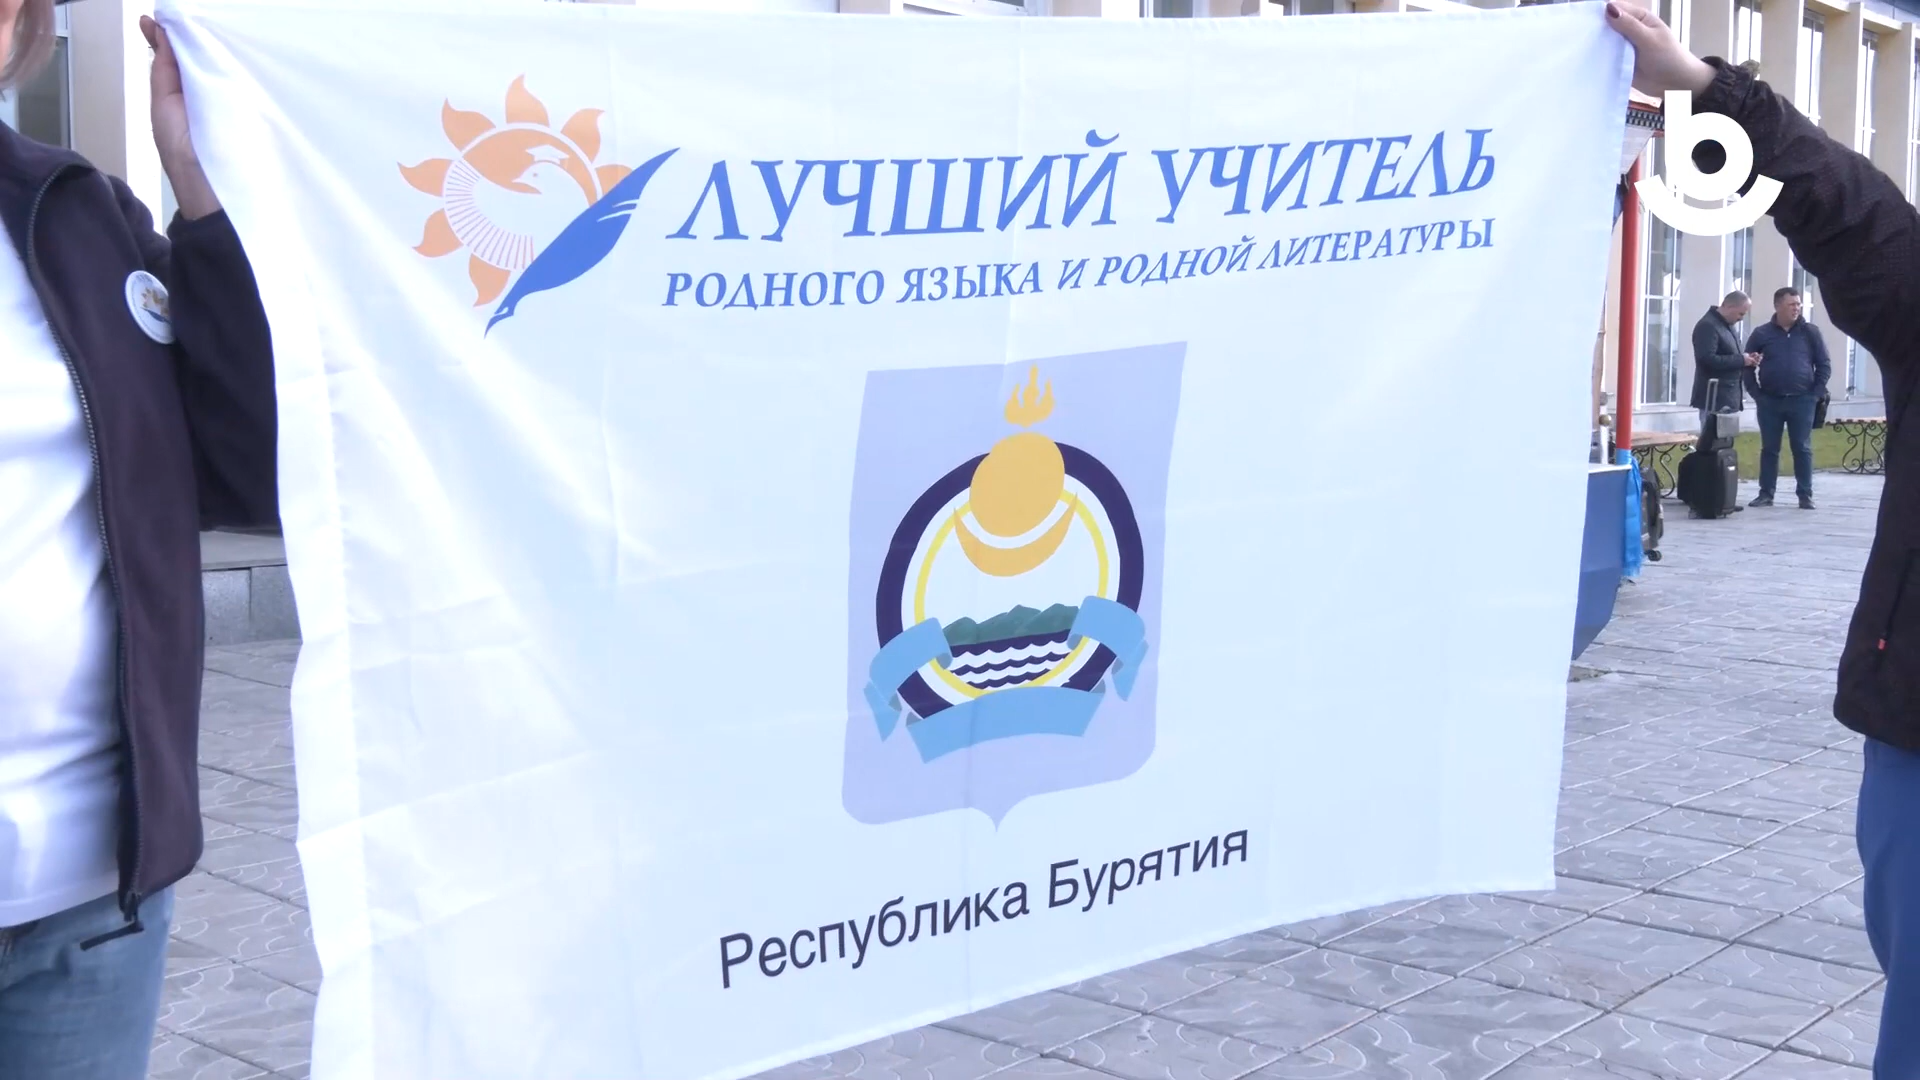 ЛУЧШИЙ УЧИТЕЛЬ
РОДНОГО ЯЗЫКА И РОДНОЙ ЛИТЕРАТУРЫ
Республика Бурятия
b